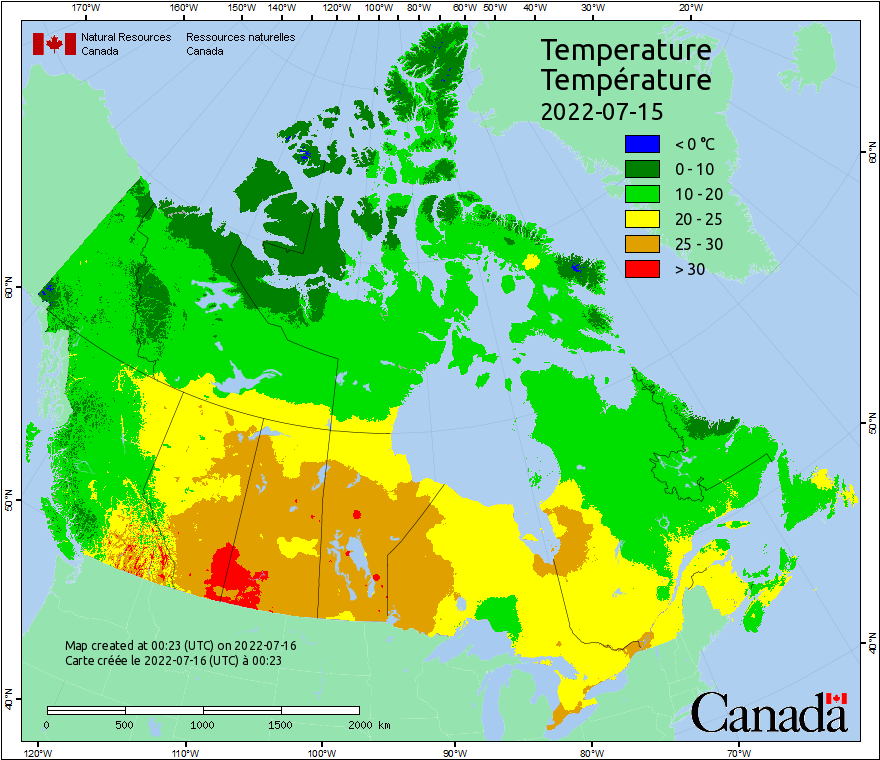 170°W 160°W 150°W 140°W 120°W 100°W 80°W 60°W 50°W 40°W 30°W 20°W
Natural Resources Ressources naturelles
Canada Canada
Temperature
Température
2022-07-15
< 0 °C
0 - 10
10 - 20
20 - 25
25 - 30
> 30
60°N
50°N
40°N
60°N
50°N
40°N
Map created at 00:23 (UTC) on 2022-07-16
Carte créée le 2022-07-16 (UTC) à 00:23
0 500 1000 1500 2000 km
Canada
120°W 110°W 100°W 90°W 80°W 70°W